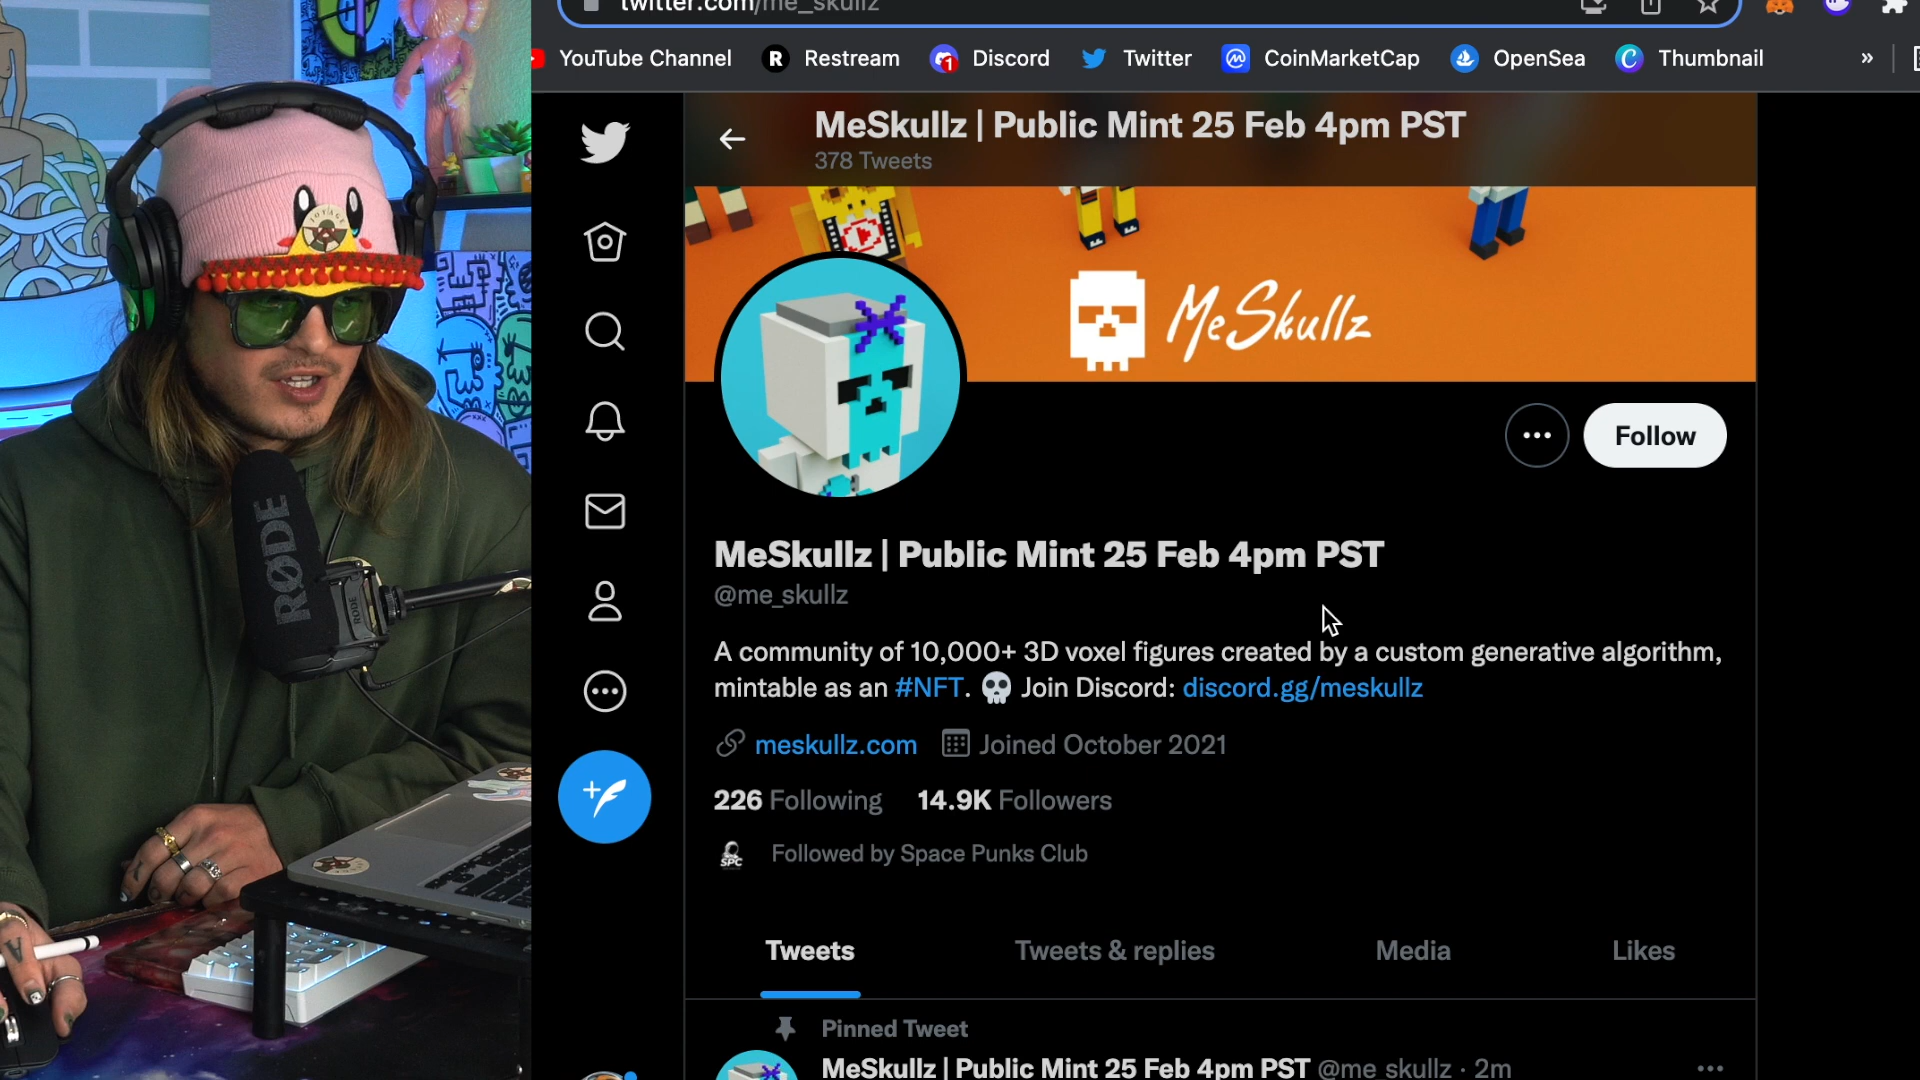 twitter.com/me_skullz
YouTube Channel
R Restream
1 Discord
Twitter
CoinMarketCap
OpenSea
C Thumbnail
»
MeSkullz | Public Mint 25 Feb 4pm PST
378 Tweets
MeSkullz
Follow
MeSkullz | Public Mint 25 Feb 4pm PST
@me_skullz
A community of 10,000+ 3D voxel figures created by a custom generative algorithm,
mintable as an #NFT. 💀 Join Discord: discord.gg/meskullz
meskullz.com Joined October 2021
226 Following 14.9K Followers
SPC Followed by Space Punks Club
Tweets Tweets & replies Media Likes
Pinned Tweet
MeSkullz | Public Mint 25 Feb 4pm PST @me_skullz · 2m
RØDE
RØDE
JOYAGE